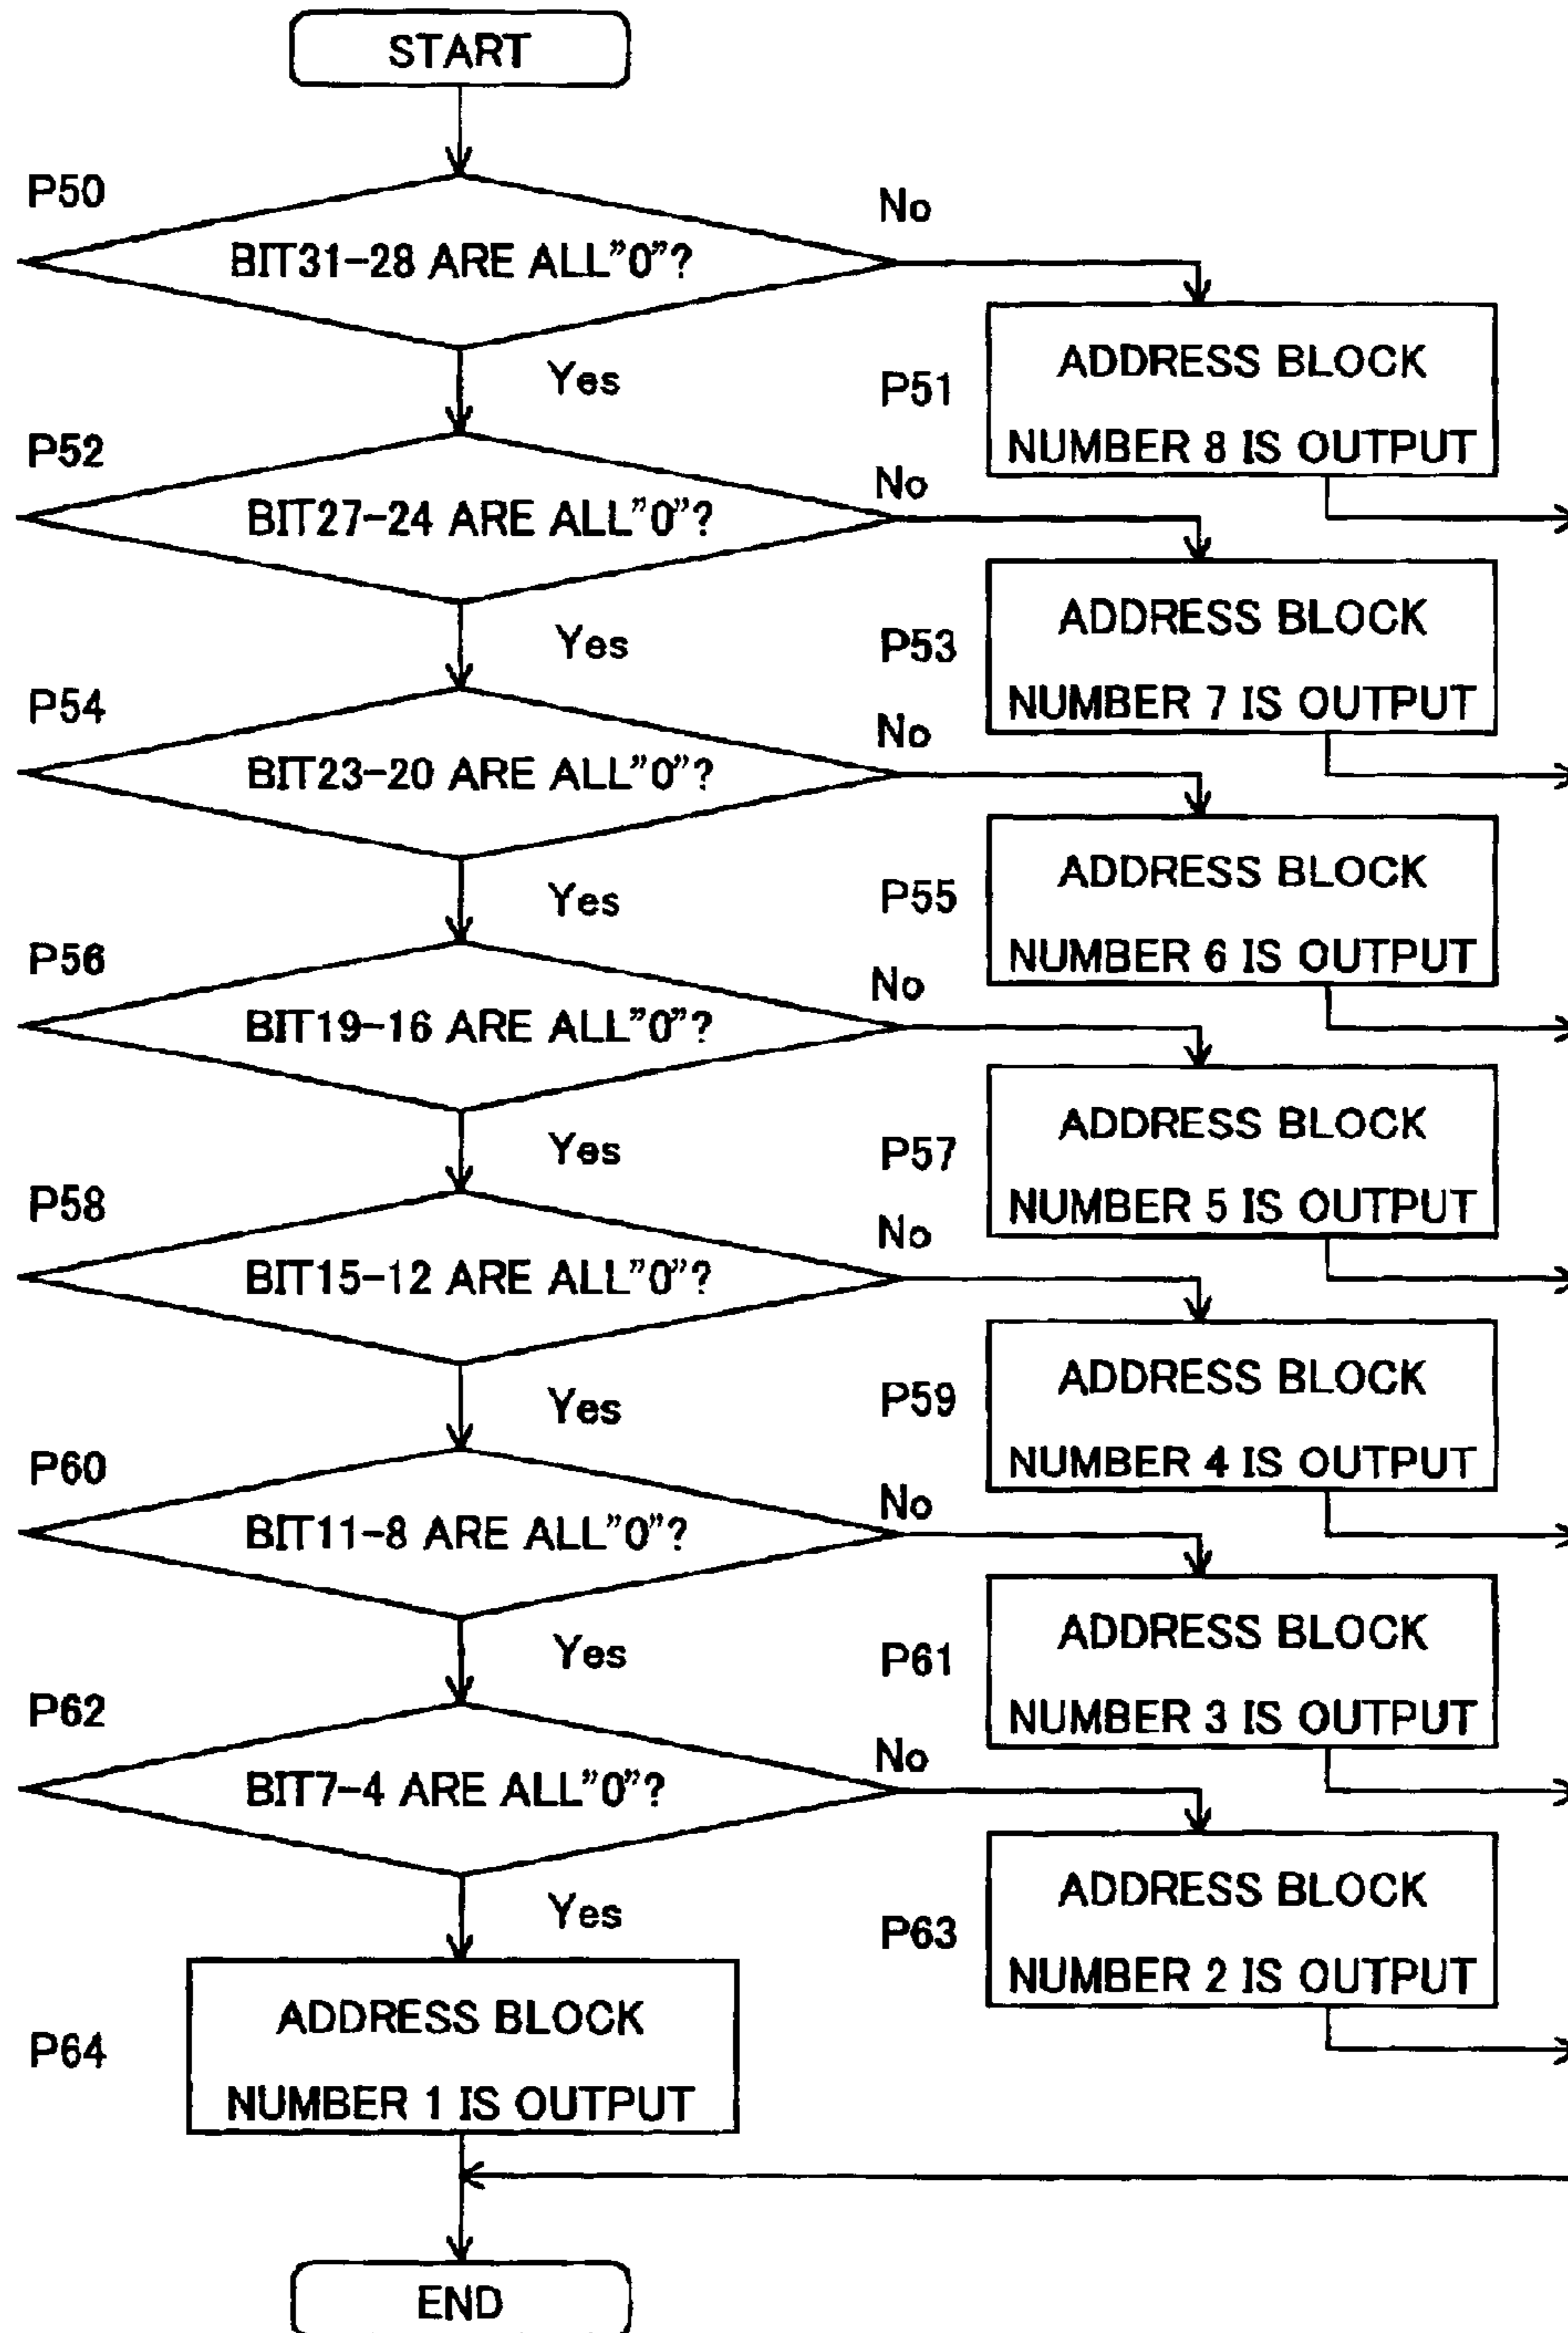 START
P50
BIT31-28 ARE ALL"0"?
No
Yes
P51
ADDRESS BLOCK
NUMBER 8 IS OUTPUT
P52
BIT27-24 ARE ALL"0"?
No
Yes
P53
ADDRESS BLOCK
NUMBER 7 IS OUTPUT
P54
BIT23-20 ARE ALL"0"?
No
Yes
P55
ADDRESS BLOCK
NUMBER 6 IS OUTPUT
P56
BIT19-16 ARE ALL"0"?
No
Yes
P57
ADDRESS BLOCK
NUMBER 5 IS OUTPUT
P58
BIT15-12 ARE ALL"0"?
No
Yes
P59
ADDRESS BLOCK
NUMBER 4 IS OUTPUT
P60
BIT11-8 ARE ALL"0"?
No
Yes
P61
ADDRESS BLOCK
NUMBER 3 IS OUTPUT
P62
BIT7-4 ARE ALL"0"?
No
Yes
P63
ADDRESS BLOCK
NUMBER 2 IS OUTPUT
P64
ADDRESS BLOCK
NUMBER 1 IS OUTPUT
END